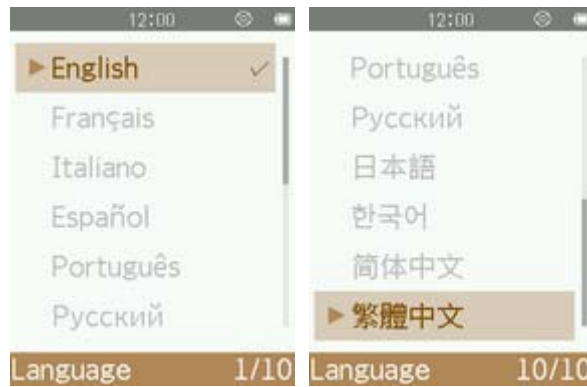 12:00
English
Français
Italiano
Español
Português
Русский
Language 1/10
12:00
Português
Русский
日本語
한국어
简体中文
繁體中文
Language 10/10